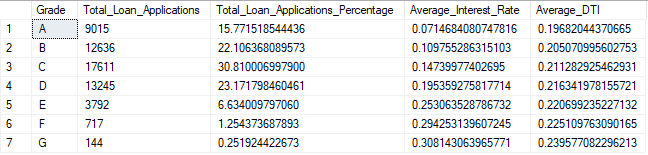 Grade Total_Loan_Applications Total_Loan_Applications_Percentage Average_Interest_Rate Average_DTI
1 A 9015 15.771518544436 0.0714684080747816 0.19682044370665
2 B 12636 22.106368089573 0.109755286315103 0.205070995602753
3 C 17611 30.810006997900 0.14739977402695 0.211282925462931
4 D 13245 23.171798460461 0.195359275817714 0.216341978155721
5 E 3792 6.634009797060 0.253063528786732 0.220699235227132
6 F 717 1.254373687893 0.294253139607245 0.225109763090165
7 G 144 0.251924422673 0.308143063965771 0.239577082296213